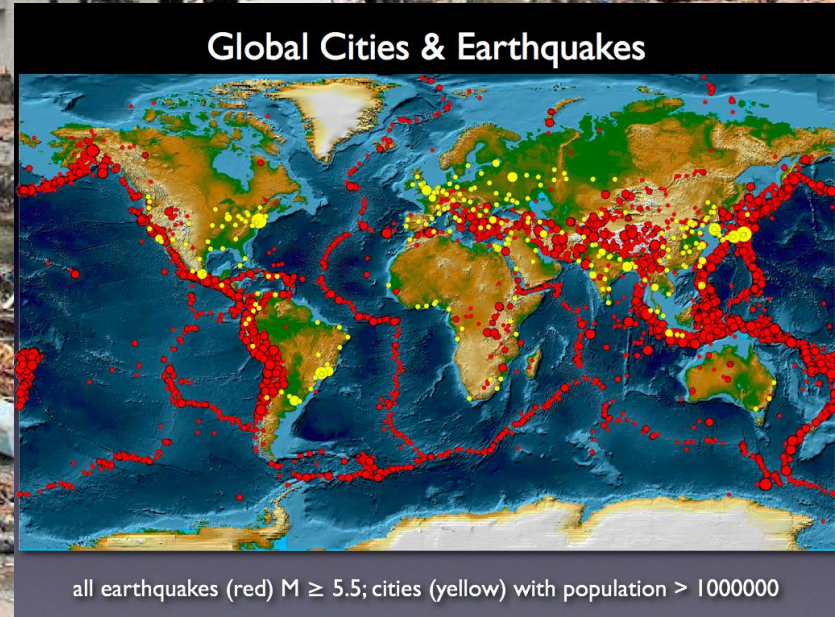 Global Cities & Earthquakes
all earthquakes (red) M ≥ 5.5; cities (yellow) with population > 1000000